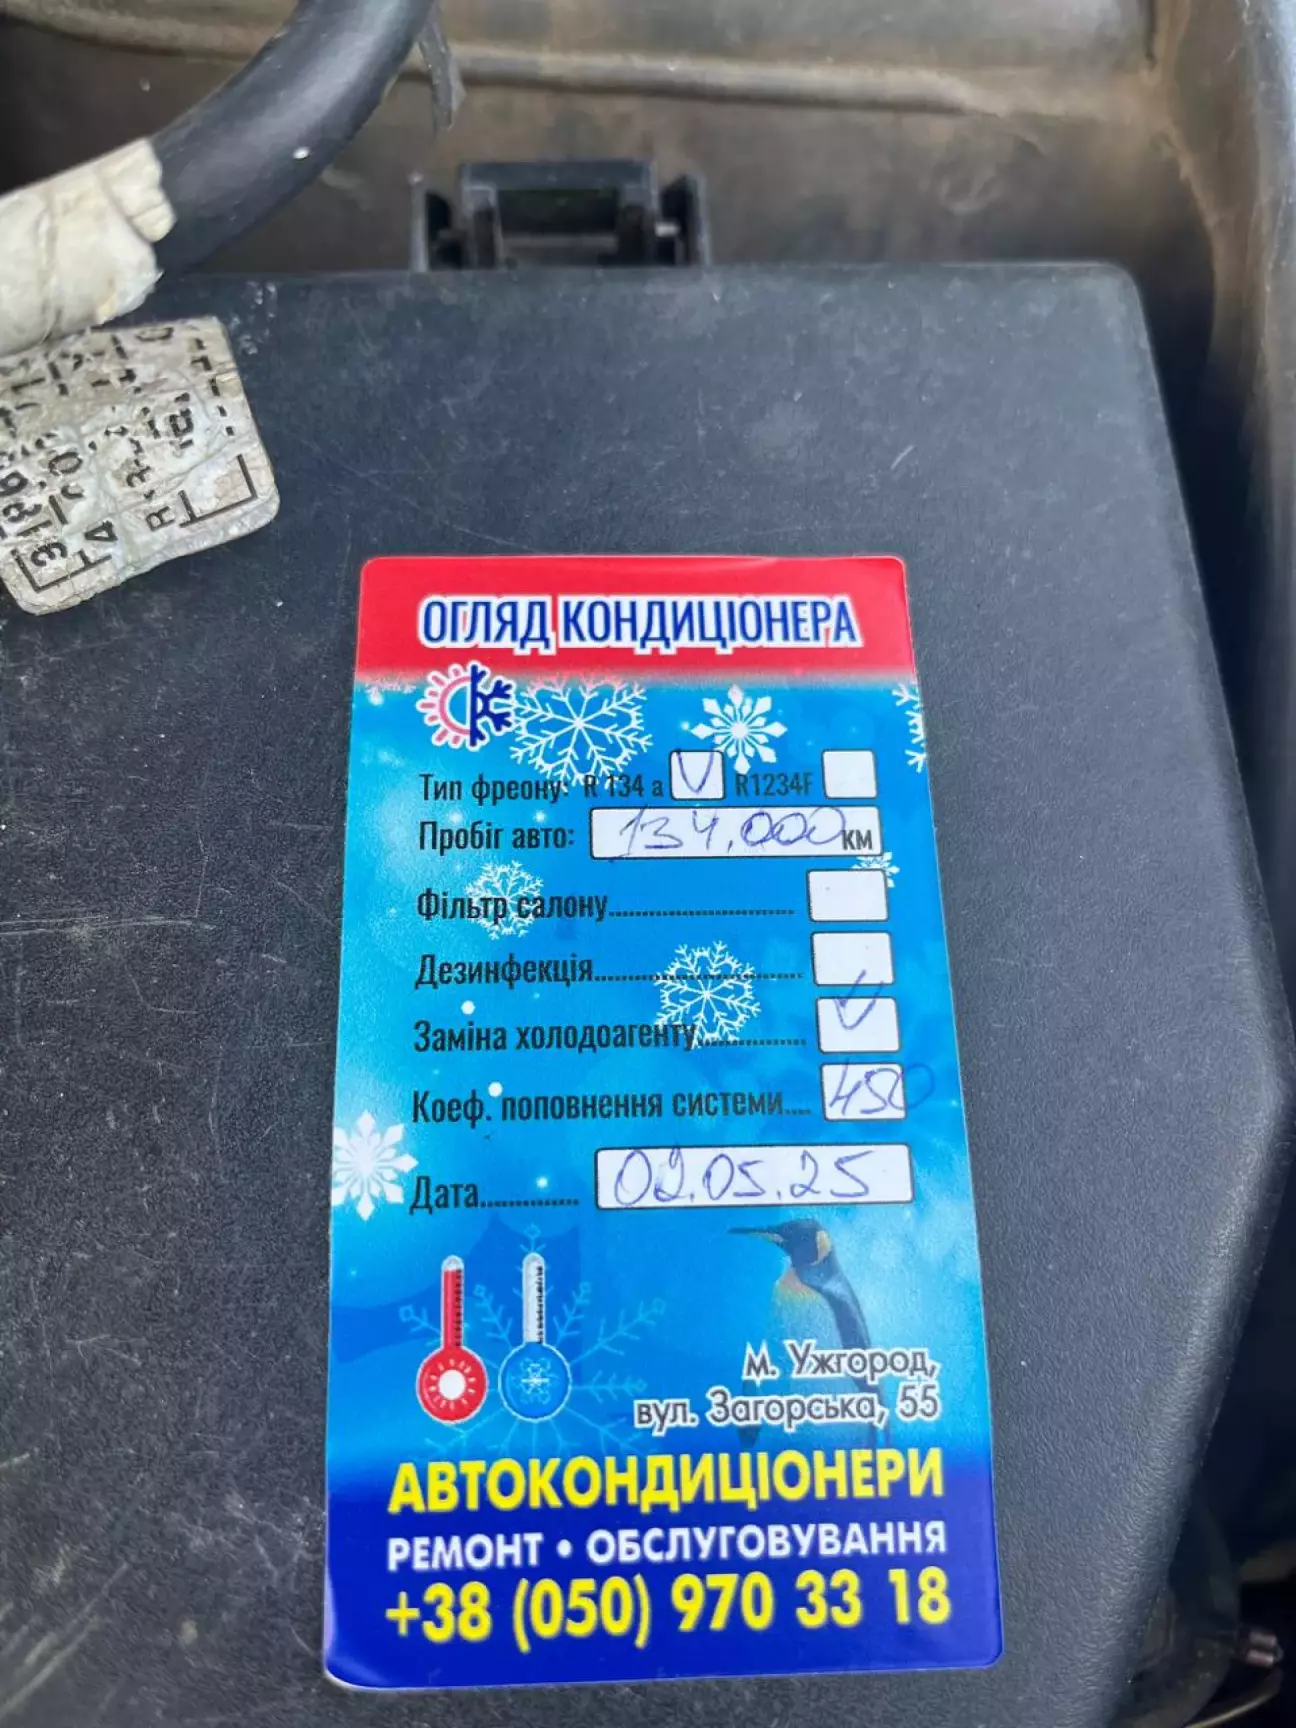 ОГЛЯД КОНДИЦІОНЕРА
Тип фреону: R 134 a V R1234F
Пробіг авто: 134.000 км
Фільтр салону
Дезинфекція
Заміна холодоагенту V
Коеф. поповнення системи 450
Дата 02.05.25
м. Ужгород,
вул. Загорська, 55
АВТОКОНДИЦІОНЕРИ
РЕМОНТ • ОБСЛУГОВУВАННЯ
+38 (050) 970 33 18